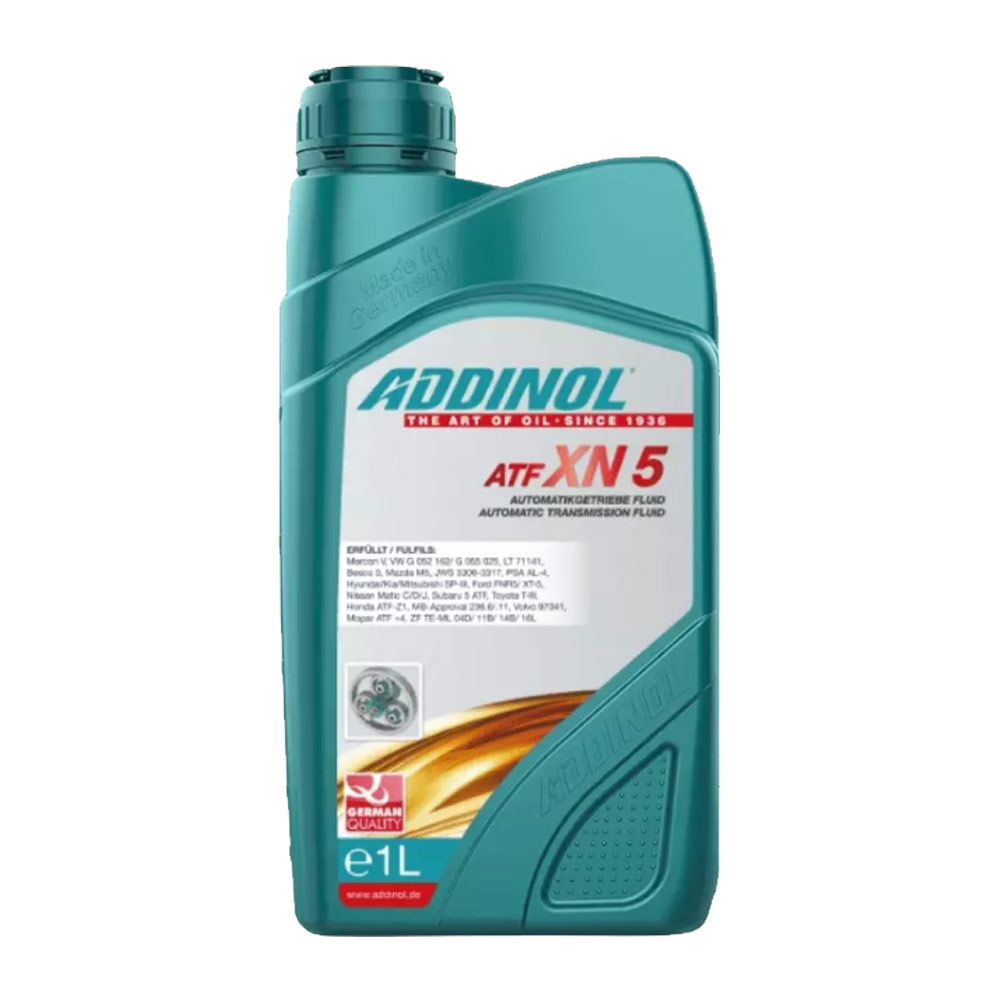 Made in
Germany
ADDINOL®
THE ART OF OIL · SINCE 1936
ATF XN 5
AUTOMATIKGETRIEBE FLUID
AUTOMATIC TRANSMISSION FLUID
ERFÜLLT / FULFILS:
Mercon V, VW G 052 162/ G 055 025, LT 71141,
Besco 3, Mazda M5, JWS 3309-3317, PSA AL-4,
Hyundai/Kia/Mitsubishi SP-III, Ford FNR5/ XT-5,
Nissan Matic C/D/J, Subaru 5 ATF, Toyota T-III,
Honda ATF-Z1, MB-Approval 236.6/.11, Volvo 97341,
Mopar ATF +4, ZF TE-ML 04D/ 11B/ 14B/ 16L
ADDINOL
GERMAN
QUALITY
e1L
www.addinol.de